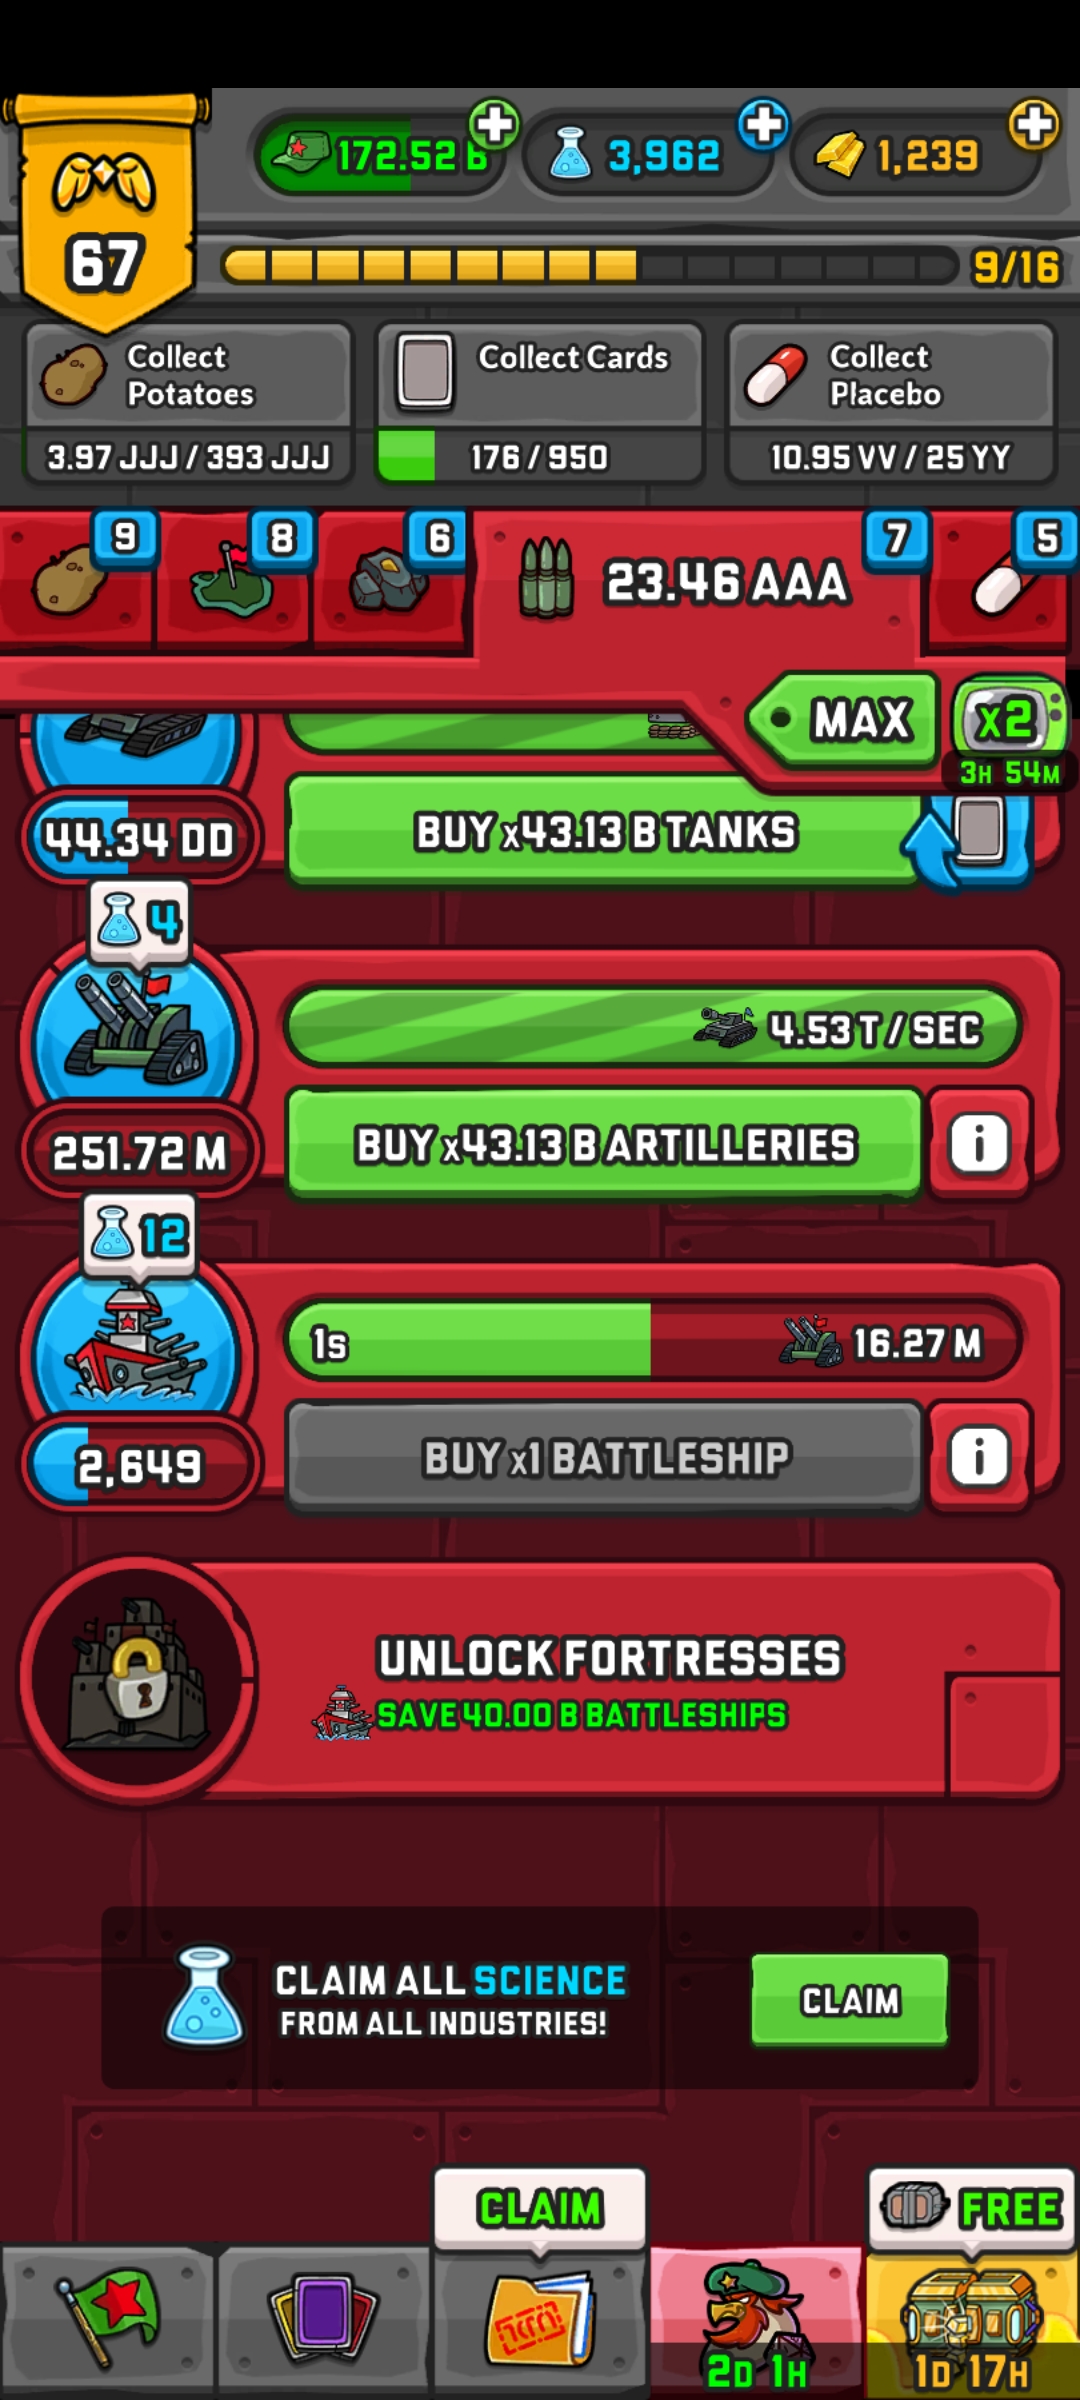 172.52 B
3,962
1,239
67
9/16
Collect
Potatoes
3.97 JJJ / 393 JJJ
Collect Cards
176 / 950
Collect
Placebo
10.95 VV / 25 YY
9
8
6
23.46 AAA
7
5
MAX
x2
3H 54M
44.34 DD
BUY x43.13 B TANKS
4
4.53 T / SEC
251.72 M
BUY x43.13 B ARTILLERIES
i
12
1s
16.27 M
2,649
BUY x1 BATTLESHIP
i
UNLOCK FORTRESSES
SAVE 40.00 B BATTLESHIPS
CLAIM ALL SCIENCE
FROM ALL INDUSTRIES!
CLAIM
CLAIM
FREE
2D 1H
1D 17H